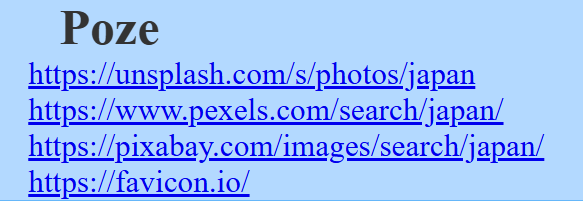 Poze
https://unsplash.com/s/photos/japan
https://www.pexels.com/search/japan/
https://pixabay.com/images/search/japan/
https://favicon.io/